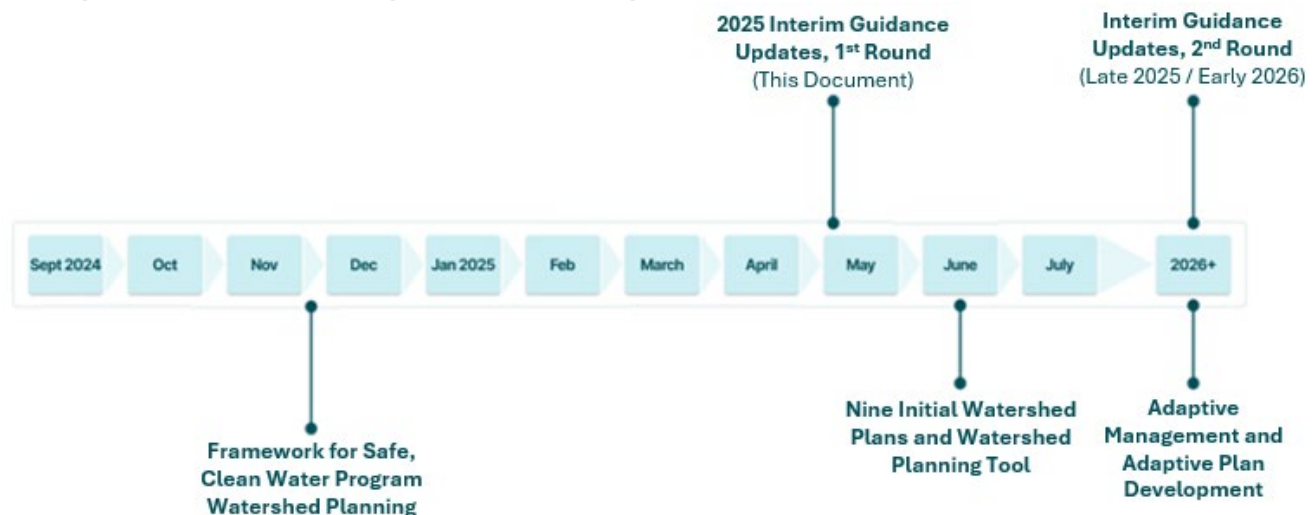 2025 Interim Guidance
Updates, 1st Round
(This Document)
Interim Guidance
Updates, 2nd Round
(Late 2025 / Early 2026)
Sept 2024
Oct
Nov
Dec
Jan 2025
Feb
March
April
May
June
July
2026+
Framework for Safe,
Clean Water Program
Watershed Planning
Nine Initial Watershed
Plans and Watershed
Planning Tool
Adaptive
Management and
Adaptive Plan
Development